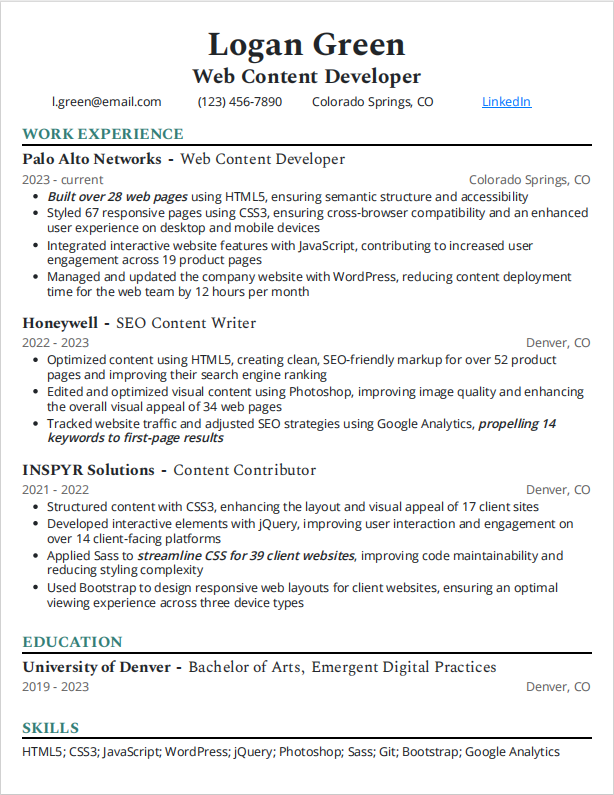 Logan Green
Web Content Developer
l.green@email.com (123) 456-7890 Colorado Springs, CO LinkedIn
WORK EXPERIENCE
Palo Alto Networks - Web Content Developer
2023 - current Colorado Springs, CO
• Built over 28 web pages using HTML5, ensuring semantic structure and accessibility
• Styled 67 responsive pages using CSS3, ensuring cross-browser compatibility and an enhanced
user experience on desktop and mobile devices
• Integrated interactive website features with JavaScript, contributing to increased user
engagement across 19 product pages
• Managed and updated the company website with WordPress, reducing content deployment
time for the web team by 12 hours per month
Honeywell - SEO Content Writer
2022 - 2023 Denver, CO
• Optimized content using HTML5, creating clean, SEO-friendly markup for over 52 product
pages and improving their search engine ranking
• Edited and optimized visual content using Photoshop, improving image quality and enhancing
the overall visual appeal of 34 web pages
• Tracked website traffic and adjusted SEO strategies using Google Analytics, propelling 14
keywords to first-page results
INSPYR Solutions - Content Contributor
2021 - 2022 Denver, CO
• Structured content with CSS3, enhancing the layout and visual appeal of 17 client sites
• Developed interactive elements with jQuery, improving user interaction and engagement on
over 14 client-facing platforms
• Applied Sass to streamline CSS for 39 client websites, improving code maintainability and
reducing styling complexity
• Used Bootstrap to design responsive web layouts for client websites, ensuring an optimal
viewing experience across three device types
EDUCATION
University of Denver - Bachelor of Arts, Emergent Digital Practices
2019 - 2023 Denver, CO
SKILLS
HTML5; CSS3; JavaScript; WordPress; jQuery; Photoshop; Sass; Git; Bootstrap; Google Analytics